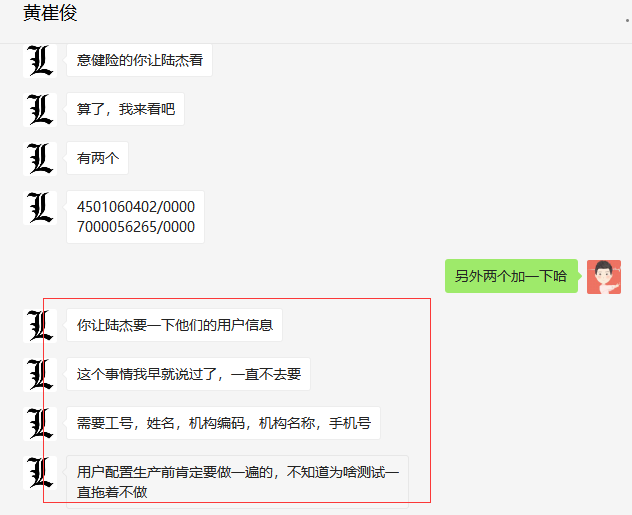 黄崔俊
意健险的你让陆杰看
算了，我来看吧
有两个
4501060402/0000
7000056265/0000
另外两个加一下哈
你让陆杰要一下他们的用户信息
这个事情我早就说过了，一直不去要
需要工号，姓名，机构编码，机构名称，手机号
用户配置生产前肯定要做一遍的，不知道为啥测试一
直拖着不做